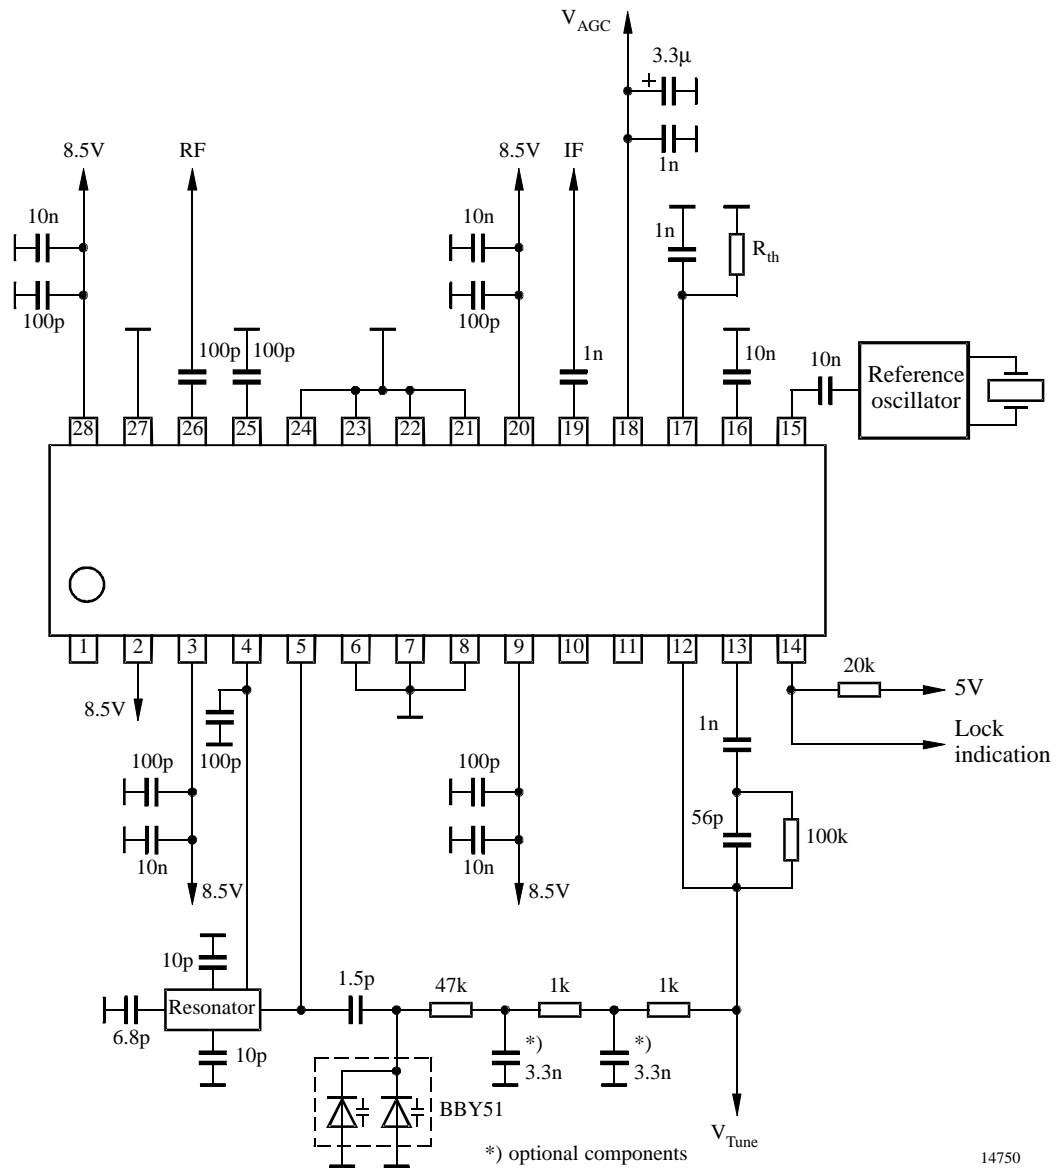 V_AGC
3.3µ
+
1n
8.5V
RF
8.5V
IF
10n
10n
1n
R_th
100p
100p
100p
100p
1n
10n
10n
Reference
oscillator
28 27 26 25 24 23 22 21 20 19 18 17 16 15
1 2 3 4 5 6 7 8 9 10 11 12 13 14
20k
5V
8.5V
1n
Lock
indication
100p
100p
100p
56p
100k
10n
10n
8.5V
8.5V
10p
1.5p
47k
1k
1k
Resonator
6.8p
10p
*)
3.3n
*)
3.3n
BBY51
V_Tune
*) optional components
14750